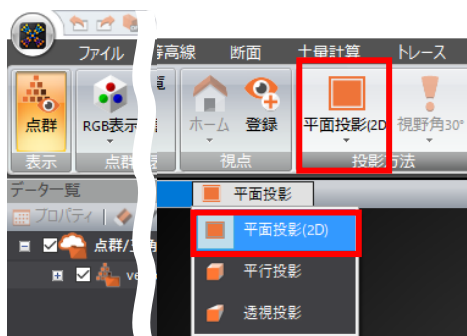 ファイル 等高線 断面 土量計算 トレース
点群 RGB表示 ホーム 登録 平面投影(2D 視野角30°
表示 点群 視点 投影方法
データ一覧 平面投影
プロパティ 平面投影(2D)
点群/三角
平行投影
ve
透視投影